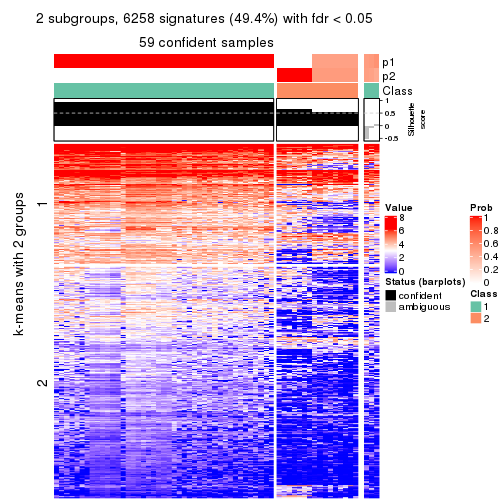 2 subgroups, 6258 signatures (49.4%) with fdr < 0.05
59 confident samples
p1
p2
Class
1
0.5
0
-0.5
Silhouette
score
k-means with 2 groups
1
2
Value
8
6
4
2
0
Status (barplots)
confident
ambiguous
Prob
1
0.8
0.6
0.4
0.2
0
Class
1
2